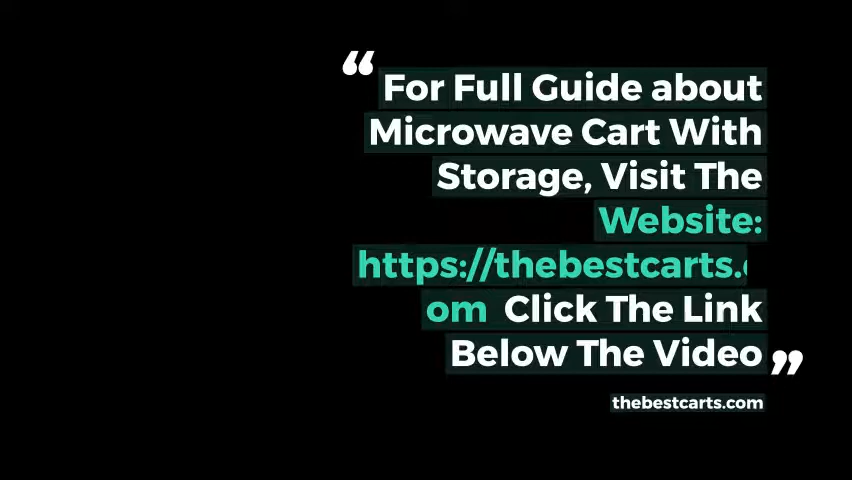 “For Full Guide about
Microwave Cart With
Storage, Visit The
Website:
https://thebestcarts.c
om Click The Link
Below The Video”
thebestcarts.com